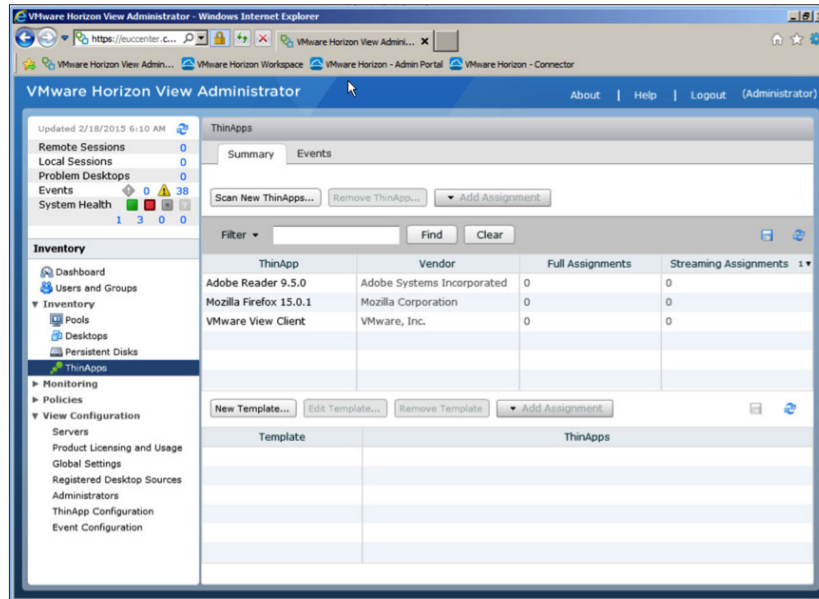 VMware Horizon View Administrator - Windows Internet Explorer
https://euccenter.c...
VMware Horizon View Admini...
VMware Horizon View Admin... VMware Horizon Workspace VMware Horizon - Admin Portal VMware Horizon - Connector
VMware Horizon View Administrator
About | Help | Logout (Administrator)
Updated 2/18/2015 6:10 AM
Remote Sessions 0
Local Sessions 0
Problem Desktops 0
Events 0 38
System Health
1 3 0 0
Inventory
Dashboard
Users and Groups
Inventory
Pools
Desktops
Persistent Disks
ThinApps
Monitoring
Policies
View Configuration
Servers
Product Licensing and Usage
Global Settings
Registered Desktop Sources
Administrators
ThinApp Configuration
Event Configuration
ThinApps
Summary Events
Scan New ThinApps... Remove ThinApp... Add Assignment
Filter Find Clear
ThinApp Vendor Full Assignments Streaming Assignments 1
Adobe Reader 9.5.0 Adobe Systems Incorporated 0 0
Mozilla Firefox 15.0.1 Mozilla Corporation 0 0
VMware View Client VMware, Inc. 0 0
New Template... Edit Template... Remove Template Add Assignment
Template ThinApps